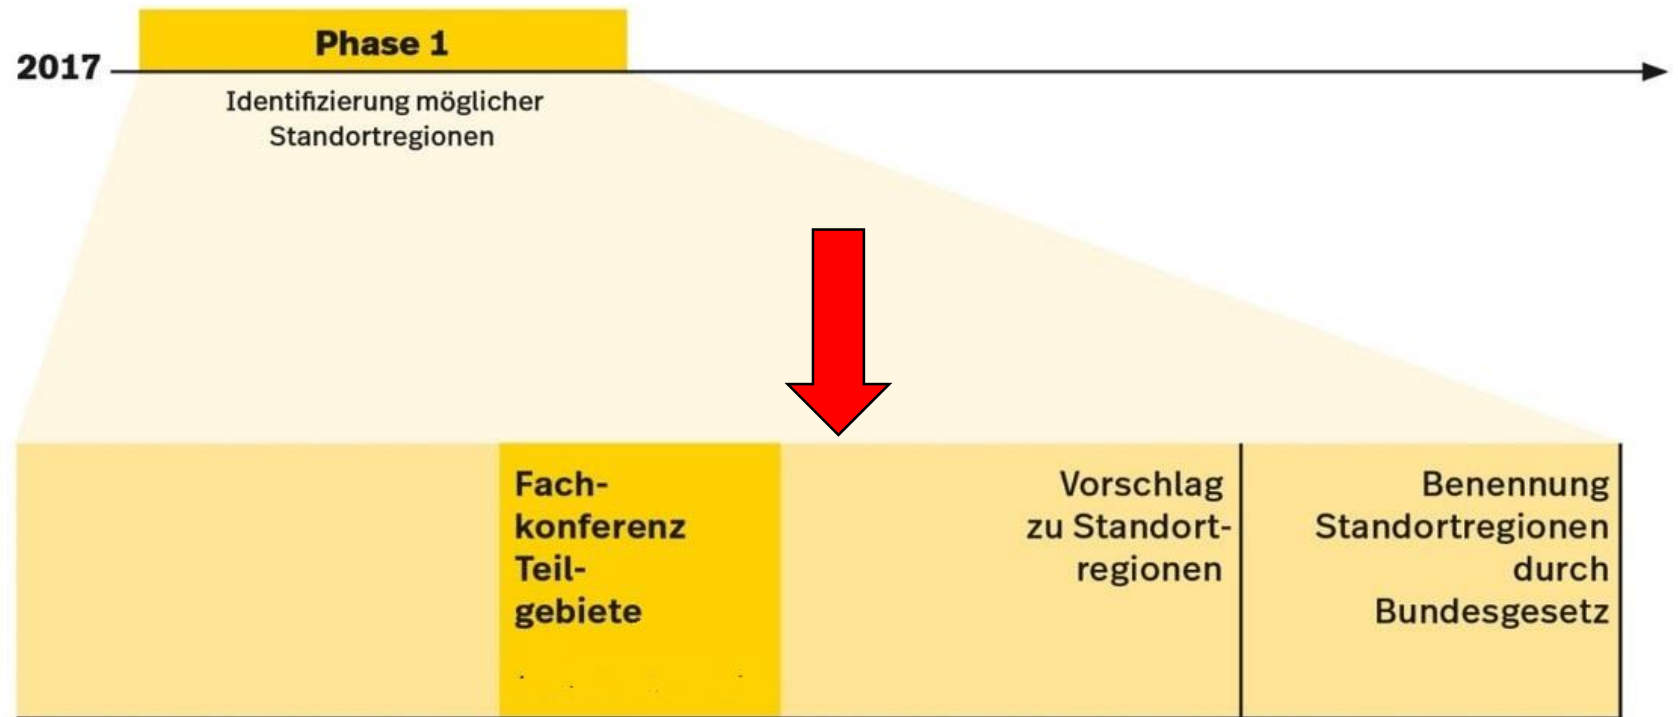 Phase 1
2017
Identifizierung möglicher
Standortregionen
Fach-
konferenz
Teil-
gebiete
Vorschlag
zu Standort-
regionen
Benennung
Standortregionen
durch
Bundesgesetz